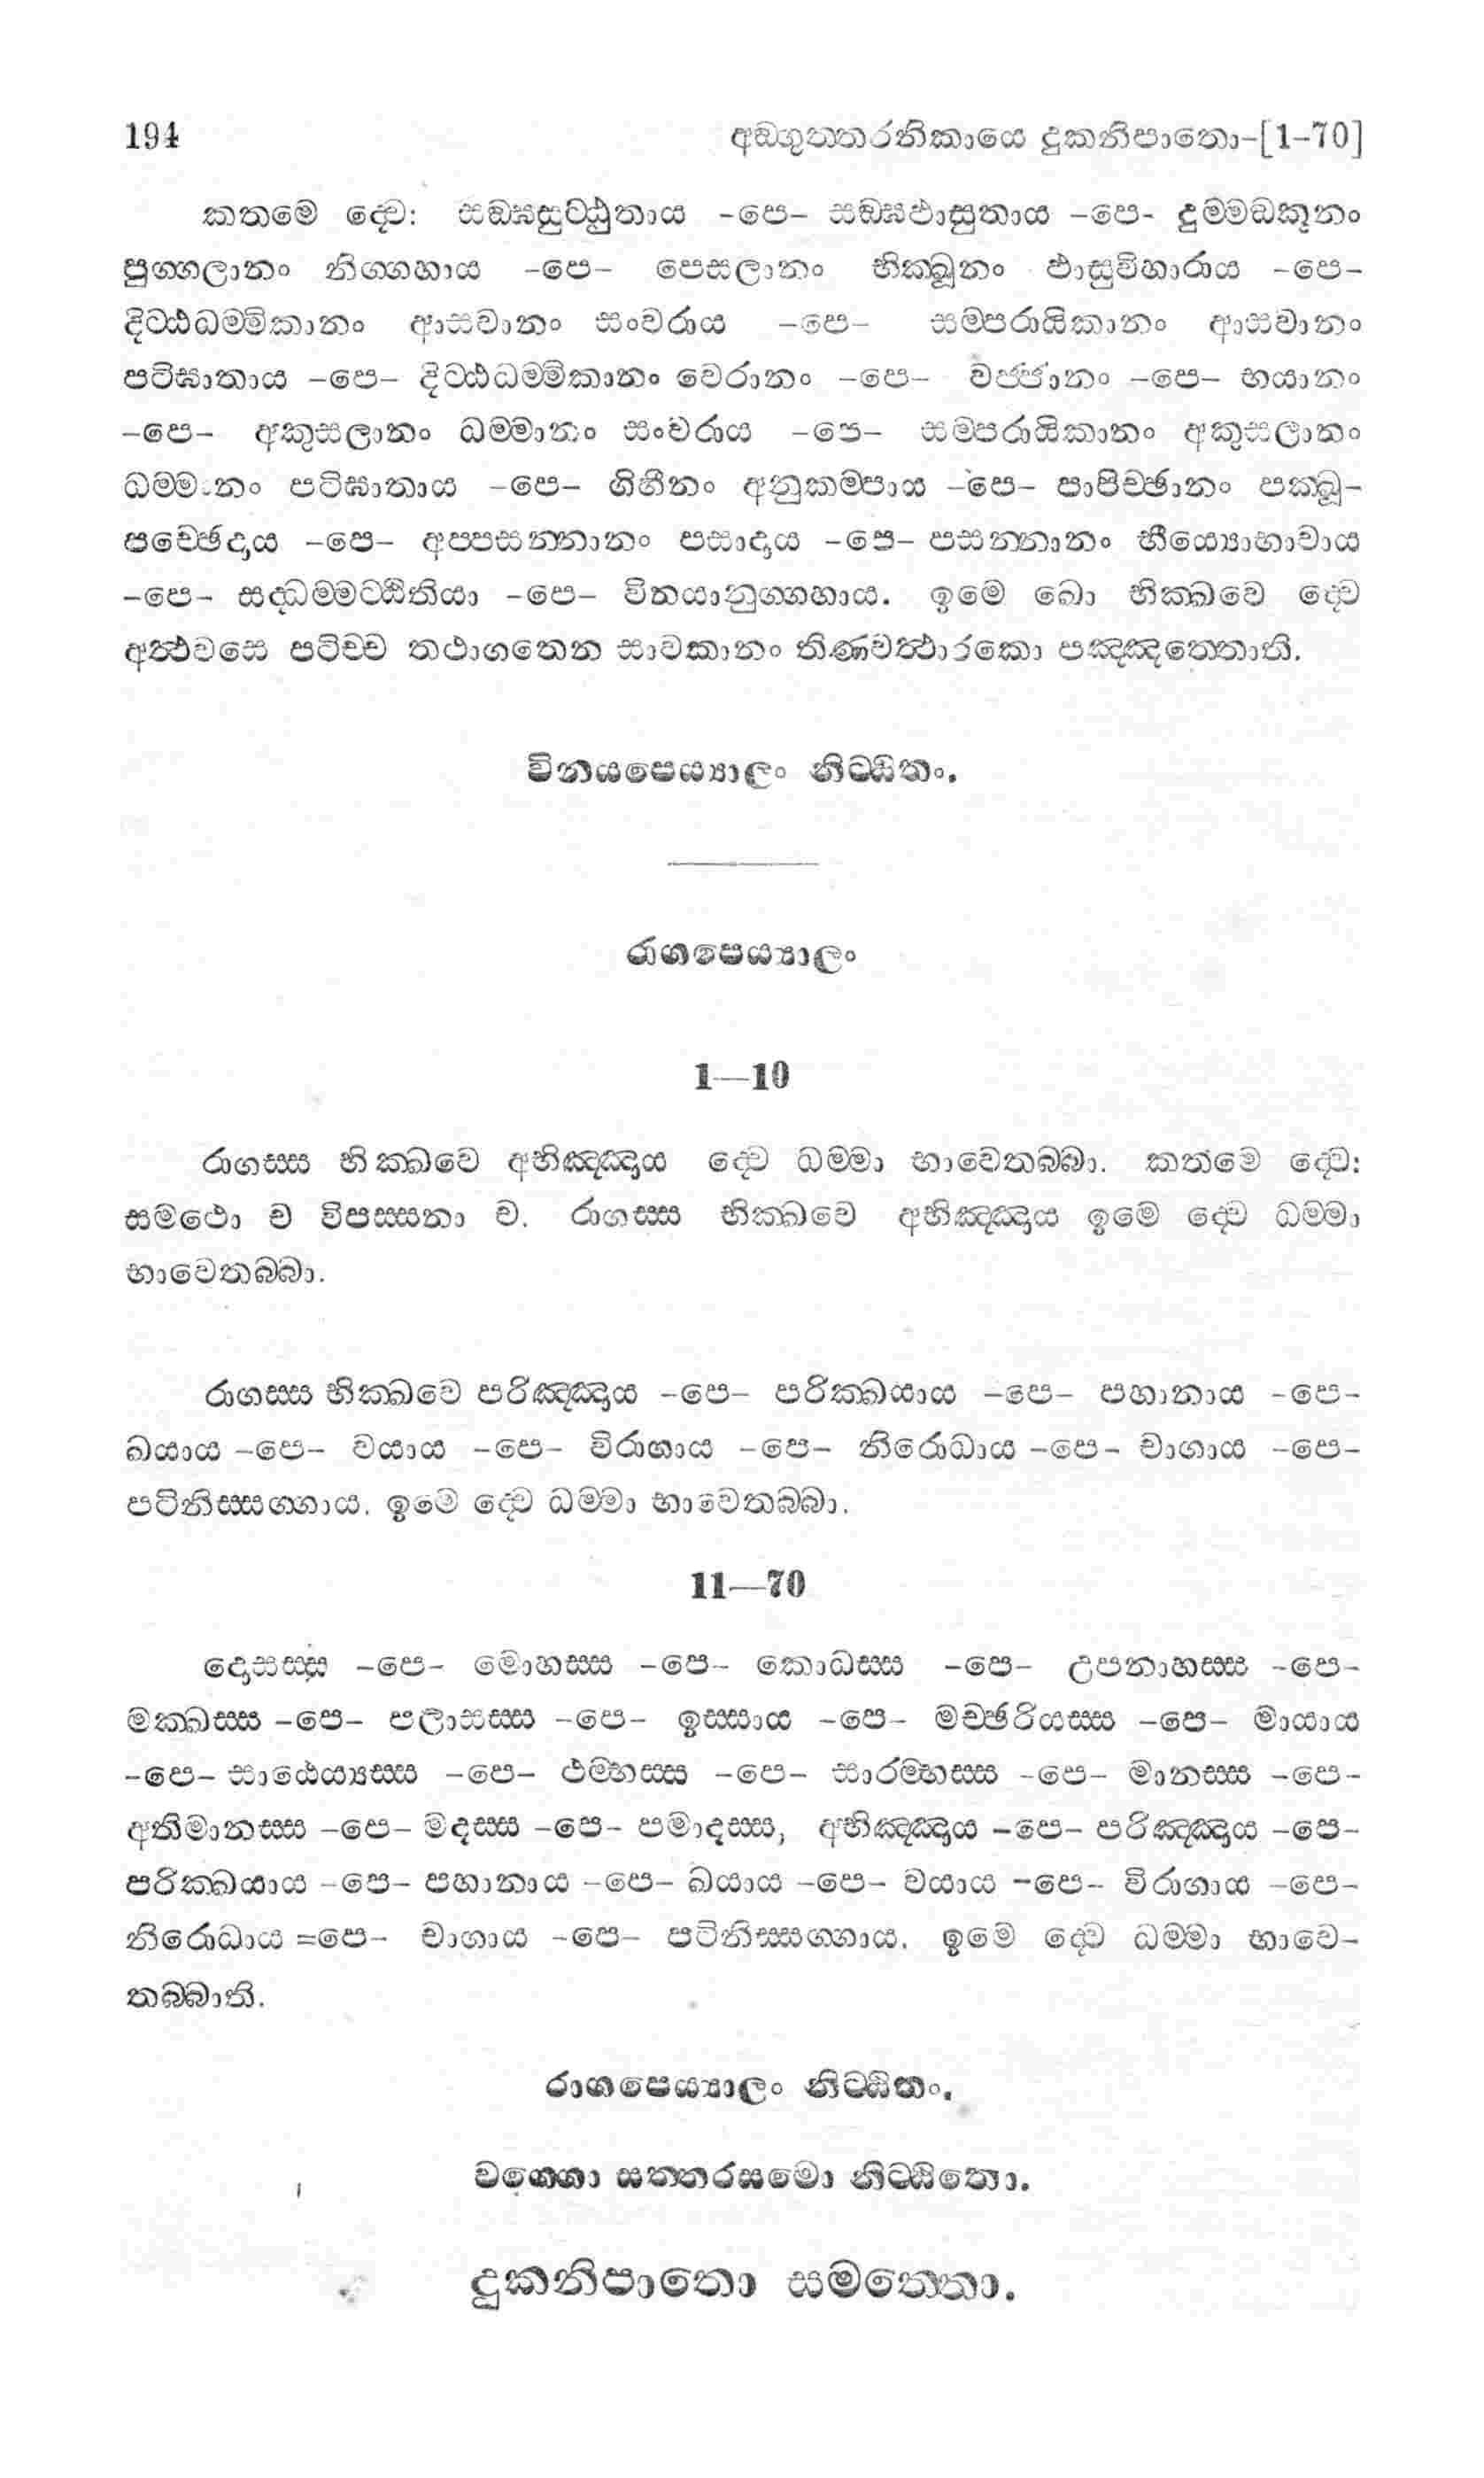 194 අඞ්ගුත්තරනිකායෙ දුකනිපාතො-[1-70]
කතමෙ ද්වෙ: සඞ්ඝසුට්ඨුතාය -පෙ- සඞ්ඝඵාසුතාය -පෙ- දුම්මඞ්කූනං
පුග්ගලානං නිග්ගහාය -පෙ- පෙසලානං භික්ඛූනං ඵාසුවිහාරාය -පෙ-
දිට්ඨධම්මිකානං ආසවානං සංවරාය -පෙ- සම්පරායිකානං ආසවානං
පටිඝාතාය -පෙ- දිට්ඨධම්මිකානං වෙරානං -පෙ- වජ්ජානං -පෙ- භයානං
-පෙ- අකුසලානං ධම්මානං සංවරාය -පෙ- සම්පරායිකානං අකුසලානං
ධම්මානං පටිඝාතාය -පෙ- ගිහීනං අනුකම්පාය -පෙ- පාපිච්ඡානං පක්ඛූ-
පච්ඡෙදාය -පෙ- අප්පසන්නානං පසාදාය -පෙ- පසන්නානං භීය්‍යොභාවාය
-පෙ- සද්ධම්මට්ඨිතියා -පෙ- විනයානුග්ගහාය. ඉමෙ ඛො භික්ඛවෙ ද්වෙ
අත්ථවසෙ පටිච්ච තථාගතෙන සාවකානං තිණවත්ථාරකො පඤ්ඤත්තොති.
විනයපෙය්‍යාලං නිට්ඨිතං.
රාගපෙය්‍යාලං
1—10
රාගස්ස භික්ඛවෙ අභිඤ්ඤාය ද්වෙ ධම්මා භාවෙතබ්බා. කතමෙ ද්වෙ:
සමථො ච විපස්සනා ච. රාගස්ස භික්ඛවෙ අභිඤ්ඤාය ඉමෙ ද්වෙ ධම්මා
භාවෙතබ්බා.
රාගස්ස භික්ඛවෙ පරිඤ්ඤාය -පෙ- පරික්ඛයාය -පෙ- පහානාය -පෙ-
ඛයාය -පෙ- වයාය -පෙ- විරාගාය -පෙ- නිරොධාය -පෙ- චාගාය -පෙ-
පටිනිස්සග්ගාය. ඉමෙ ද්වෙ ධම්මා භාවෙතබ්බා.
11—70
දොසස්ස -පෙ- මොහස්ස -පෙ- කොධස්ස -පෙ- උපනාහස්ස -පෙ-
මක්ඛස්ස -පෙ- පලාසස්ස -පෙ- ඉස්සාය -පෙ- මච්ඡරියස්ස -පෙ- මායාය
-පෙ- සාඨෙය්‍යස්ස -පෙ- ථම්භස්ස -පෙ- සාරම්භස්ස -පෙ- මානස්ස -පෙ-
අතිමානස්ස -පෙ- මදස්ස -පෙ- පමාදස්ස, අභිඤ්ඤාය -පෙ- පරිඤ්ඤාය -පෙ-
පරික්ඛයාය -පෙ- පහානාය -පෙ- ඛයාය -පෙ- වයාය -පෙ- විරාගාය -පෙ-
නිරොධාය =පෙ- චාගාය -පෙ- පටිනිස්සග්ගාය. ඉමෙ ද්වෙ ධම්මා භාවෙ-
තබ්බාති.
රාගපෙය්‍යාලං නිට්ඨිතං.
වග්ගො සත්තරසමො නිට්ඨිතො.
දුකනිපාතො සමත්තො.